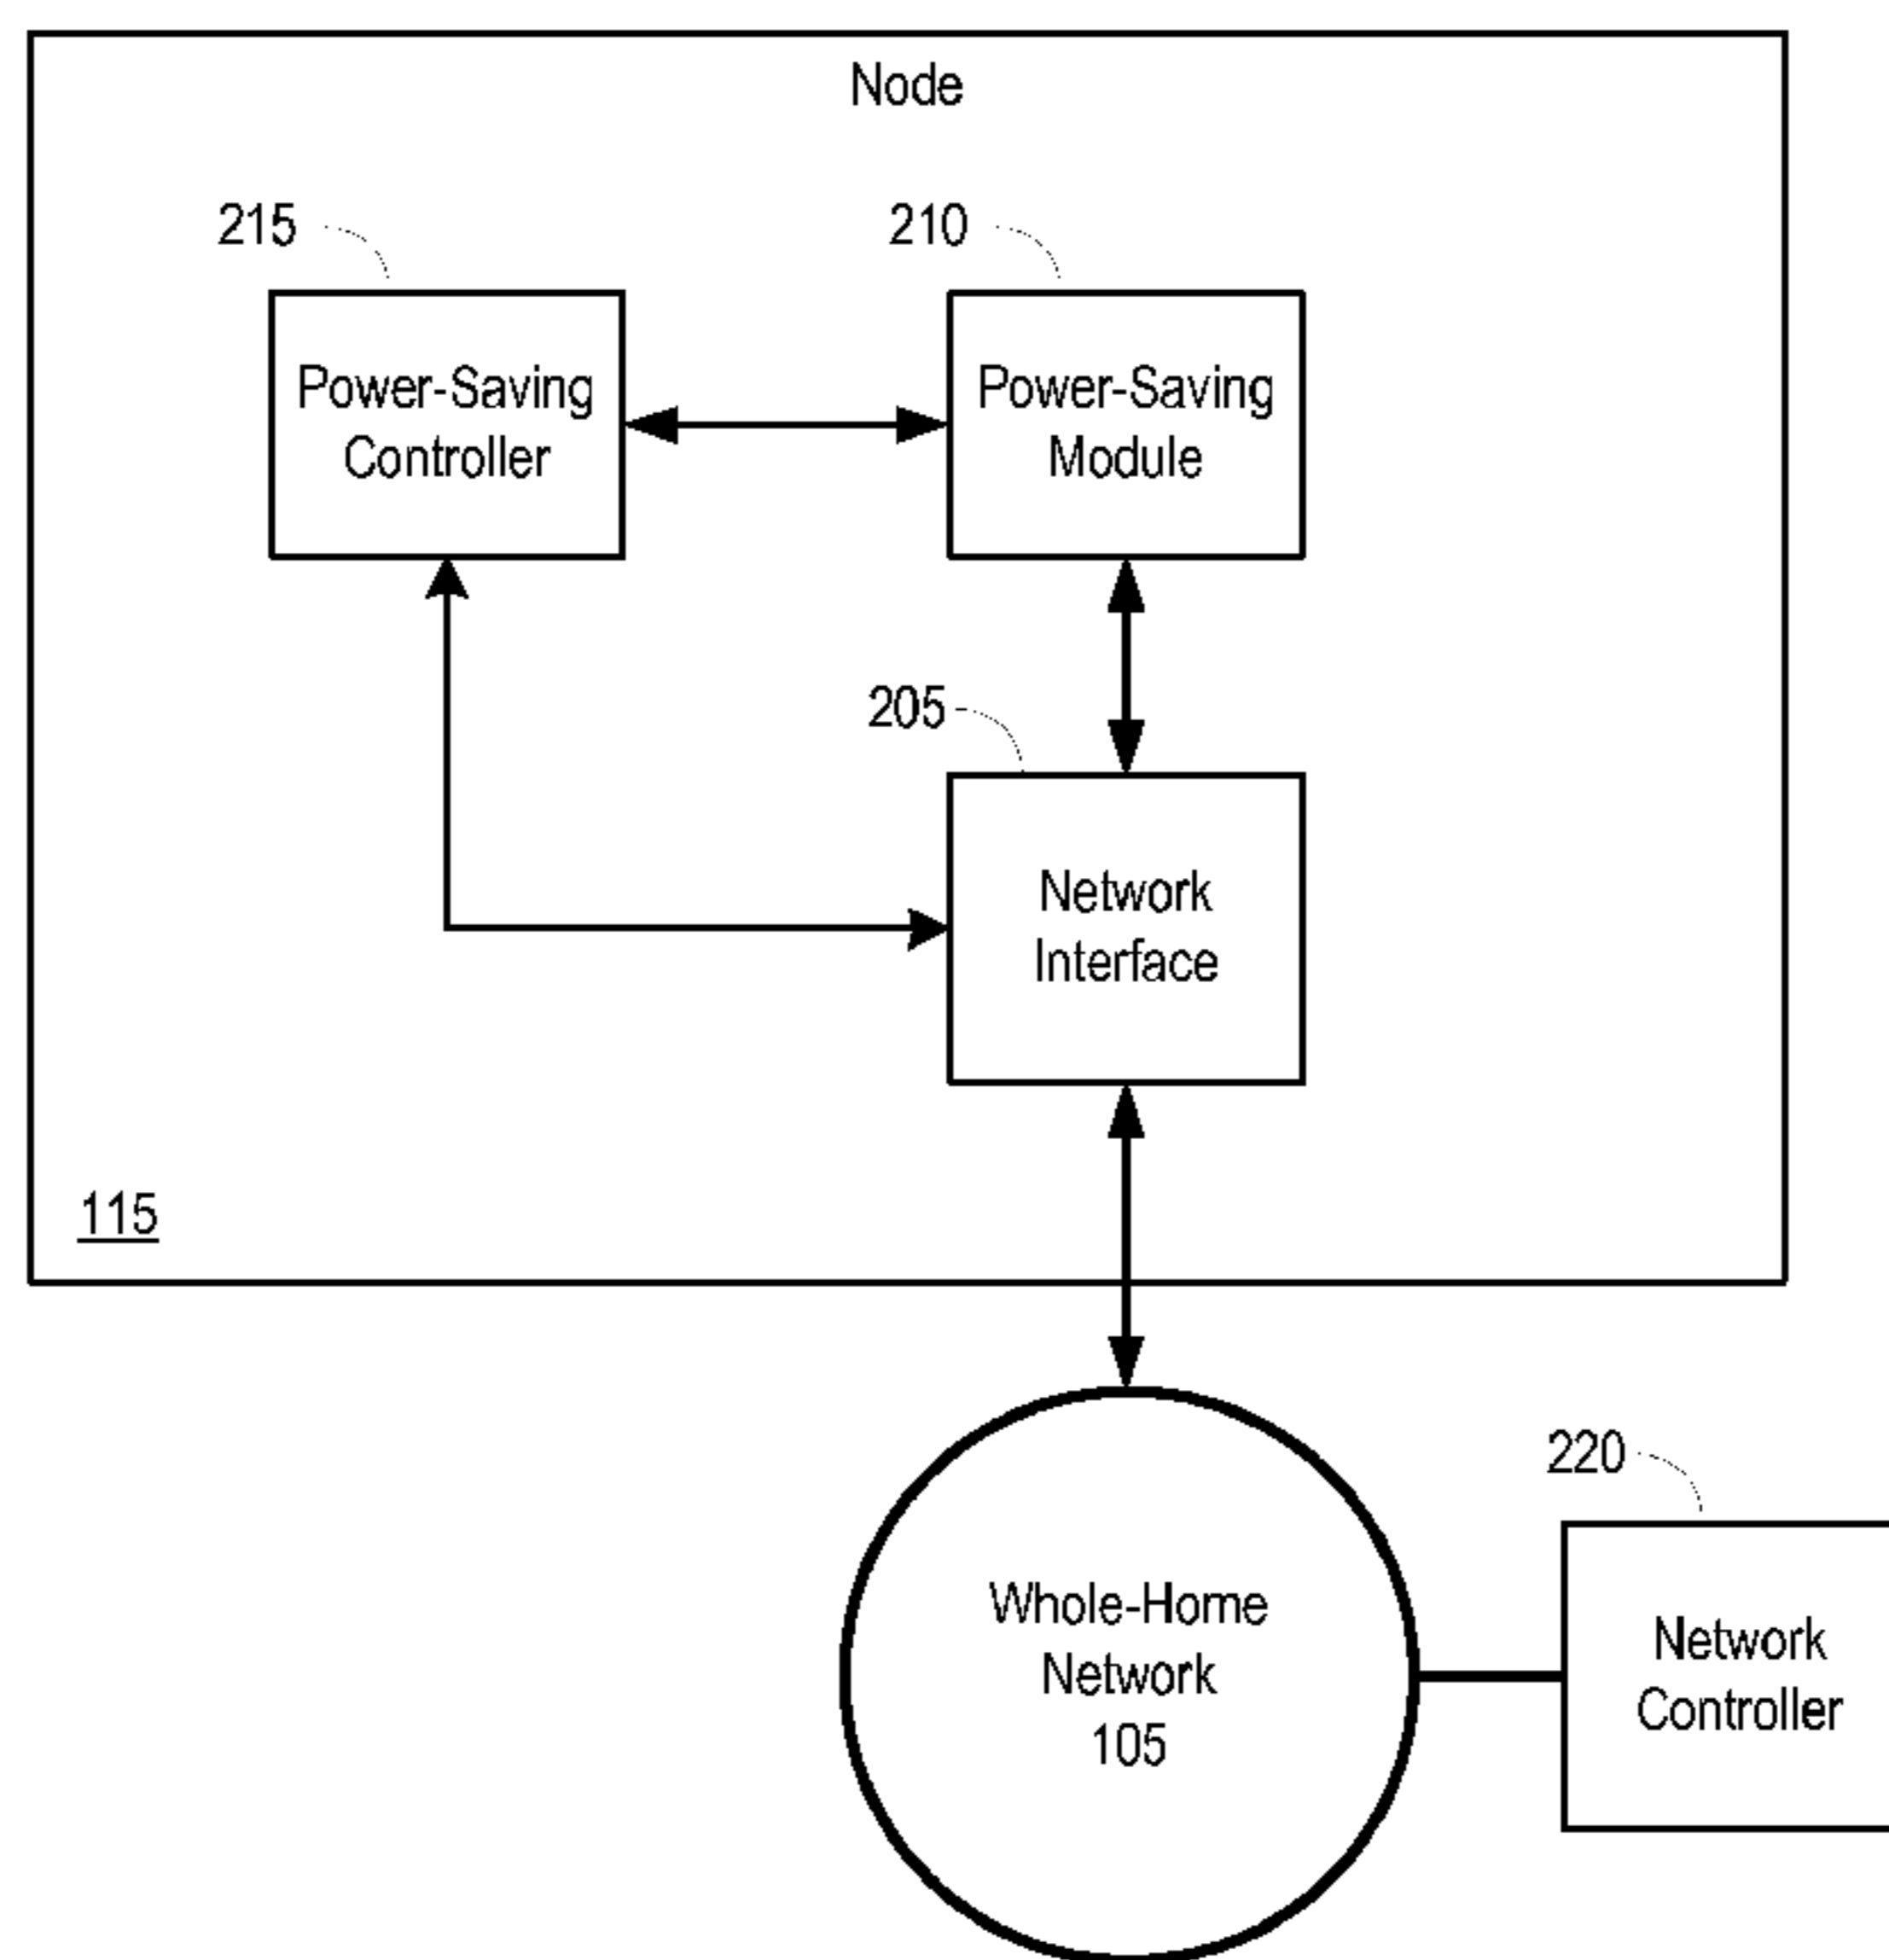 Node
215
210
Power-Saving
Controller
Power-Saving
Module
205
Network
Interface
115
220
Whole-Home
Network
105
Network
Controller